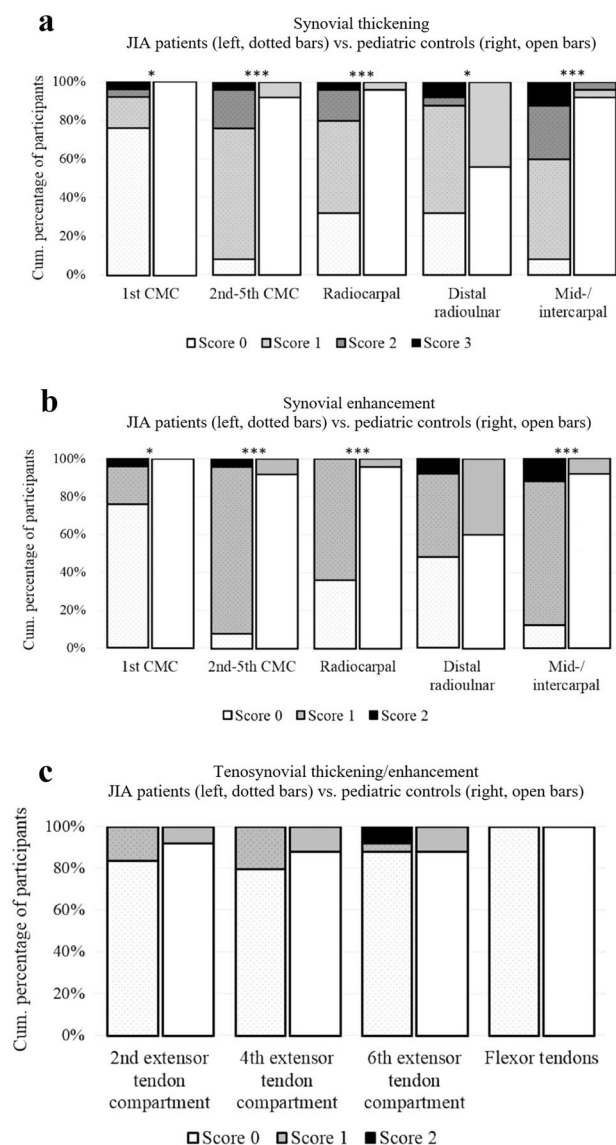 a
Synovial thickening
JIA patients (left, dotted bars) vs. pediatric controls (right, open bars)
* *** *** * ***
Cum. percentage of participants
100%
80%
60%
40%
20%
0%
1st CMC 2nd-5th CMC Radiocarpal Distal radioulnar Mid-/ intercarpal
Score 0 Score 1 Score 2 Score 3
b
Synovial enhancement
JIA patients (left, dotted bars) vs. pediatric controls (right, open bars)
* *** *** ***
Cum. percentage of participants
100%
80%
60%
40%
20%
0%
1st CMC 2nd-5th CMC Radiocarpal Distal radioulnar Mid-/ intercarpal
Score 0 Score 1 Score 2
c
Tenosynovial thickening/enhancement
JIA patients (left, dotted bars) vs. pediatric controls (right, open bars)
Cum. percentage of participants
100%
80%
60%
40%
20%
0%
2nd extensor tendon compartment 4th extensor tendon compartment 6th extensor tendon compartment Flexor tendons
Score 0 Score 1 Score 2